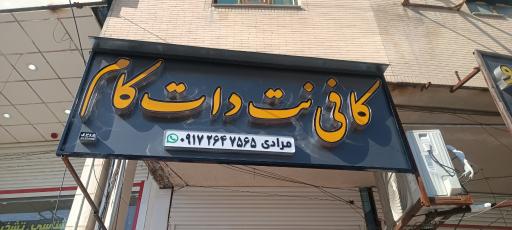 کافی نت دات کام
مرادی ۰۹۱۷۲۶۴۷۵۶۵